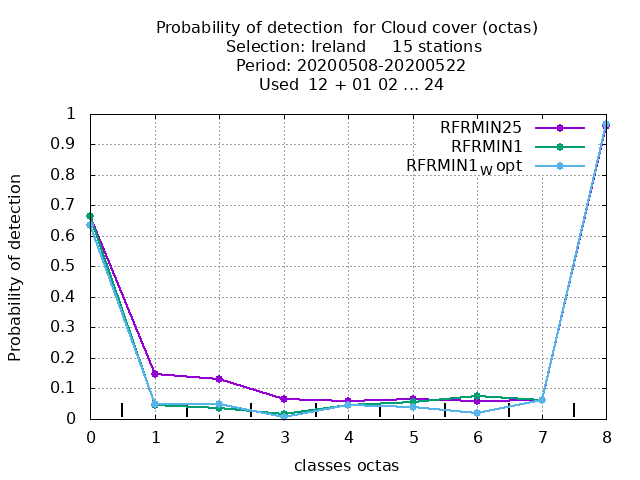 Probability of detection for Cloud cover (octas)
Selection: Ireland 15 stations
Period: 20200508-20200522
Used 12 + 01 02 ... 24
RFRMIN25
RFRMIN1
RFRMIN1W opt
Probability of detection
1
0.9
0.8
0.7
0.6
0.5
0.4
0.3
0.2
0.1
0
0 1 2 3 4 5 6 7 8
classes octas